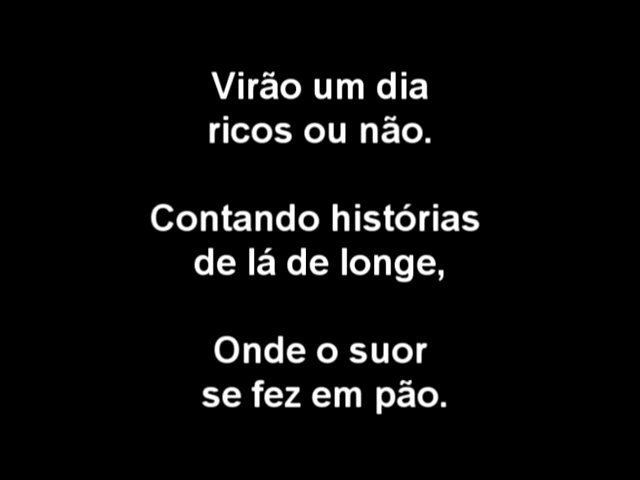 Virão um dia
ricos ou não.
Contando histórias
de lá de longe,
Onde o suor
se fez em pão.